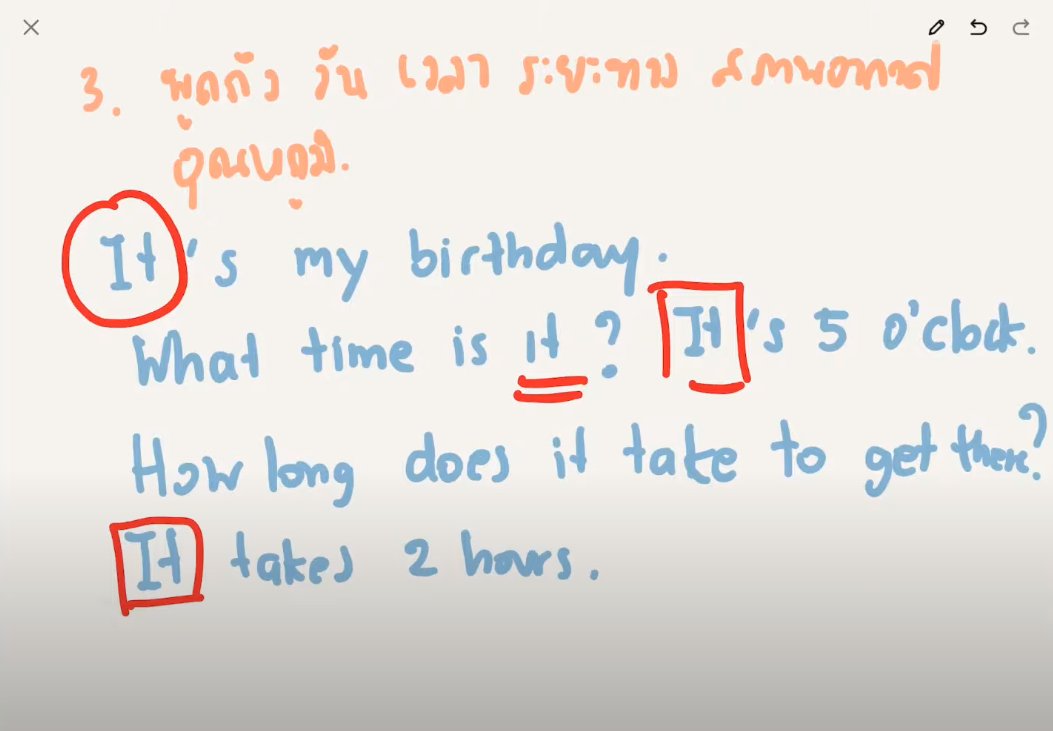 3. พูดถึง วัน เวลา ระยะทาง สภาพอากาศ
อุณหภูมิ.
It's my birthday.
What time is it? It's 5 o'clock.
How long does it take to get there?
It takes 2 hours.